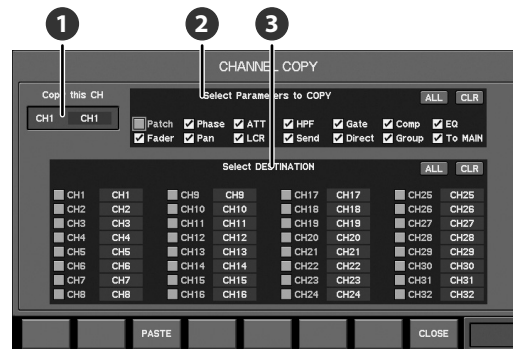 1 2 3
CHANNEL COPY
Copy this CH
CH1 CH1
Select Parameters to COPY ALL CLR
Patch Phase ATT HPF Gate Comp EQ
Fader Pan LCR Send Direct Group To MAIN
Select DESTINATION ALL CLR
CH1 CH1 CH9 CH9 CH17 CH17 CH25 CH25
CH2 CH2 CH10 CH10 CH18 CH18 CH26 CH26
CH3 CH3 CH11 CH11 CH19 CH19 CH27 CH27
CH4 CH4 CH12 CH12 CH20 CH20 CH28 CH28
CH5 CH5 CH13 CH13 CH21 CH21 CH29 CH29
CH6 CH6 CH14 CH14 CH22 CH22 CH30 CH30
CH7 CH7 CH15 CH15 CH23 CH23 CH31 CH31
CH8 CH8 CH16 CH16 CH24 CH24 CH32 CH32
PASTE CLOSE